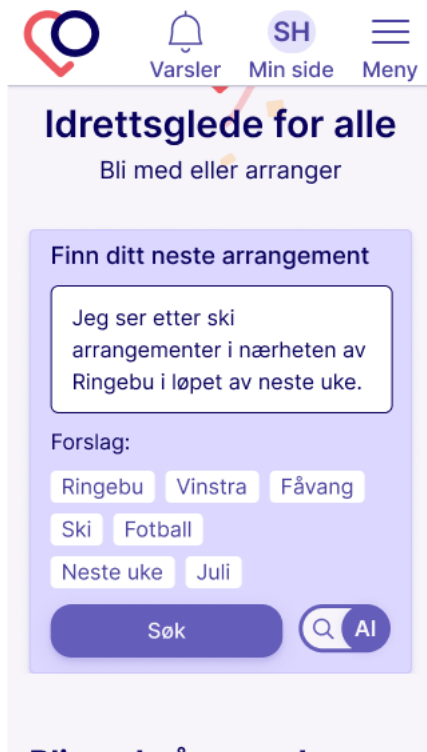 SH
Varsler Min side Meny
Idrettsglede for alle
Bli med eller arranger
Finn ditt neste arrangement
Jeg ser etter ski
arrangementer i nærheten av
Ringebu i løpet av neste uke.
Forslag:
Ringebu Vinstra Fåvang
Ski Fotball
Neste uke Juli
Søk AI